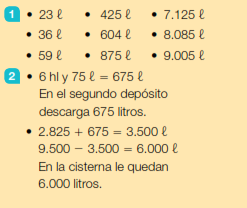 1 • 23 ℓ • 425 ℓ • 7.125 ℓ
• 36 ℓ • 604 ℓ • 8.085 ℓ
• 59 ℓ • 875 ℓ • 9.005 ℓ
2 • 6 hl y 75 ℓ = 675 ℓ
En el segundo depósito
descarga 675 litros.
• 2.825 + 675 = 3.500 ℓ
9.500 − 3.500 = 6.000 ℓ
En la cisterna le quedan
6.000 litros.